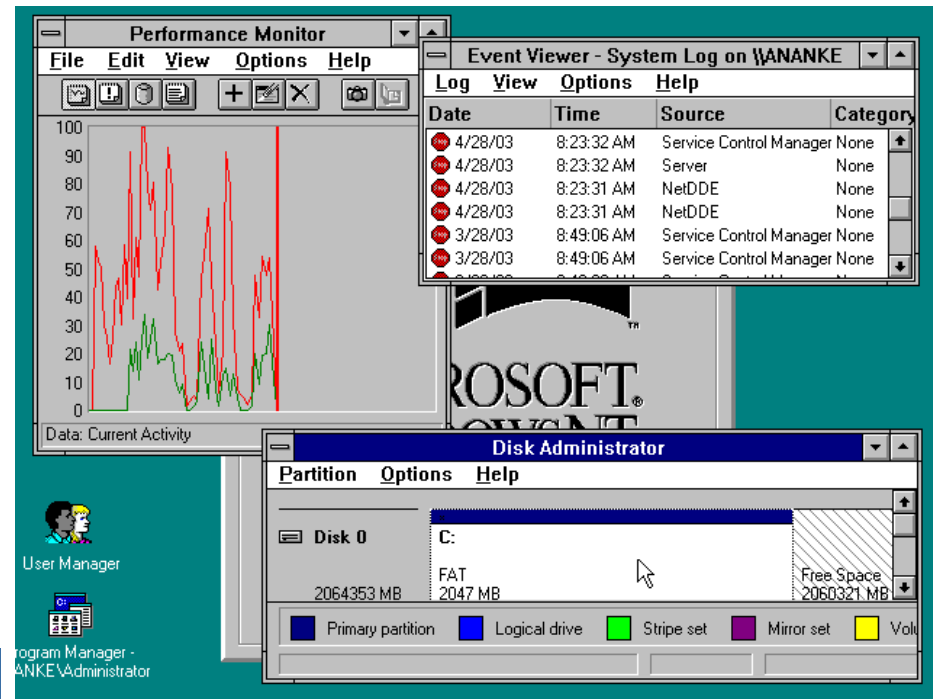 Performance Monitor
File Edit View Options Help
100
90
80
70
60
50
40
30
20
10
0
Data: Current Activity
Event Viewer - System Log on \\ANANKE
Log View Options Help
Date Time Source Category
4/28/03 8:23:32 AM Service Control Manager None
4/28/03 8:23:32 AM Server None
4/28/03 8:23:31 AM NetDDE None
4/28/03 8:23:31 AM NetDDE None
3/28/03 8:49:06 AM Service Control Manager None
3/28/03 8:49:06 AM Service Control Manager None
TM
ROSOFT®
Disk Administrator
Partition Options Help
Disk 0
2064353 MB
C:
FAT
2047 MB
Free Space
2060321 MB
Primary partition Logical drive Stripe set Mirror set Volu
User Manager
C:
rogram Manager -
ANKE\Administrator